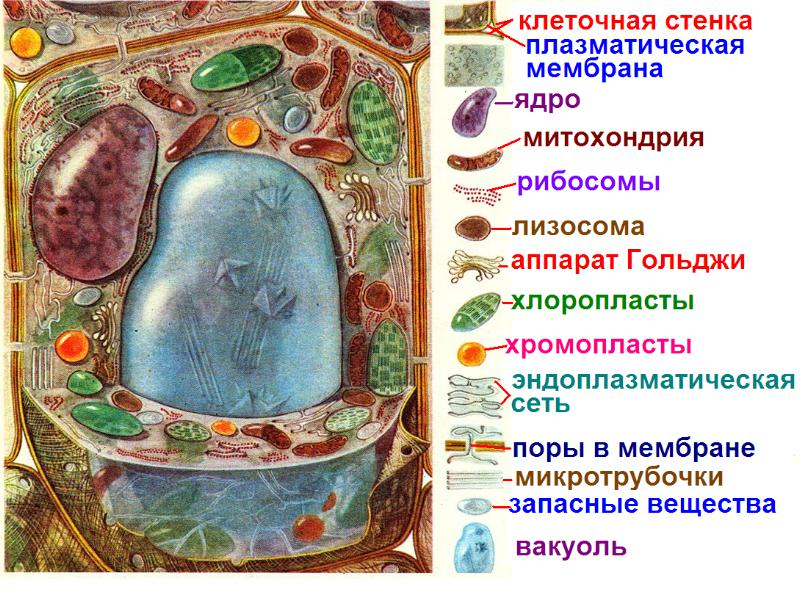 клеточная стенка
плазматическая
мембрана
ядро
митохондрия
рибосомы
лизосома
аппарат Гольджи
хлоропласты
хромопласты
эндоплазматическая
сеть
поры в мембране
микротрубочки
запасные вещества
вакуоль